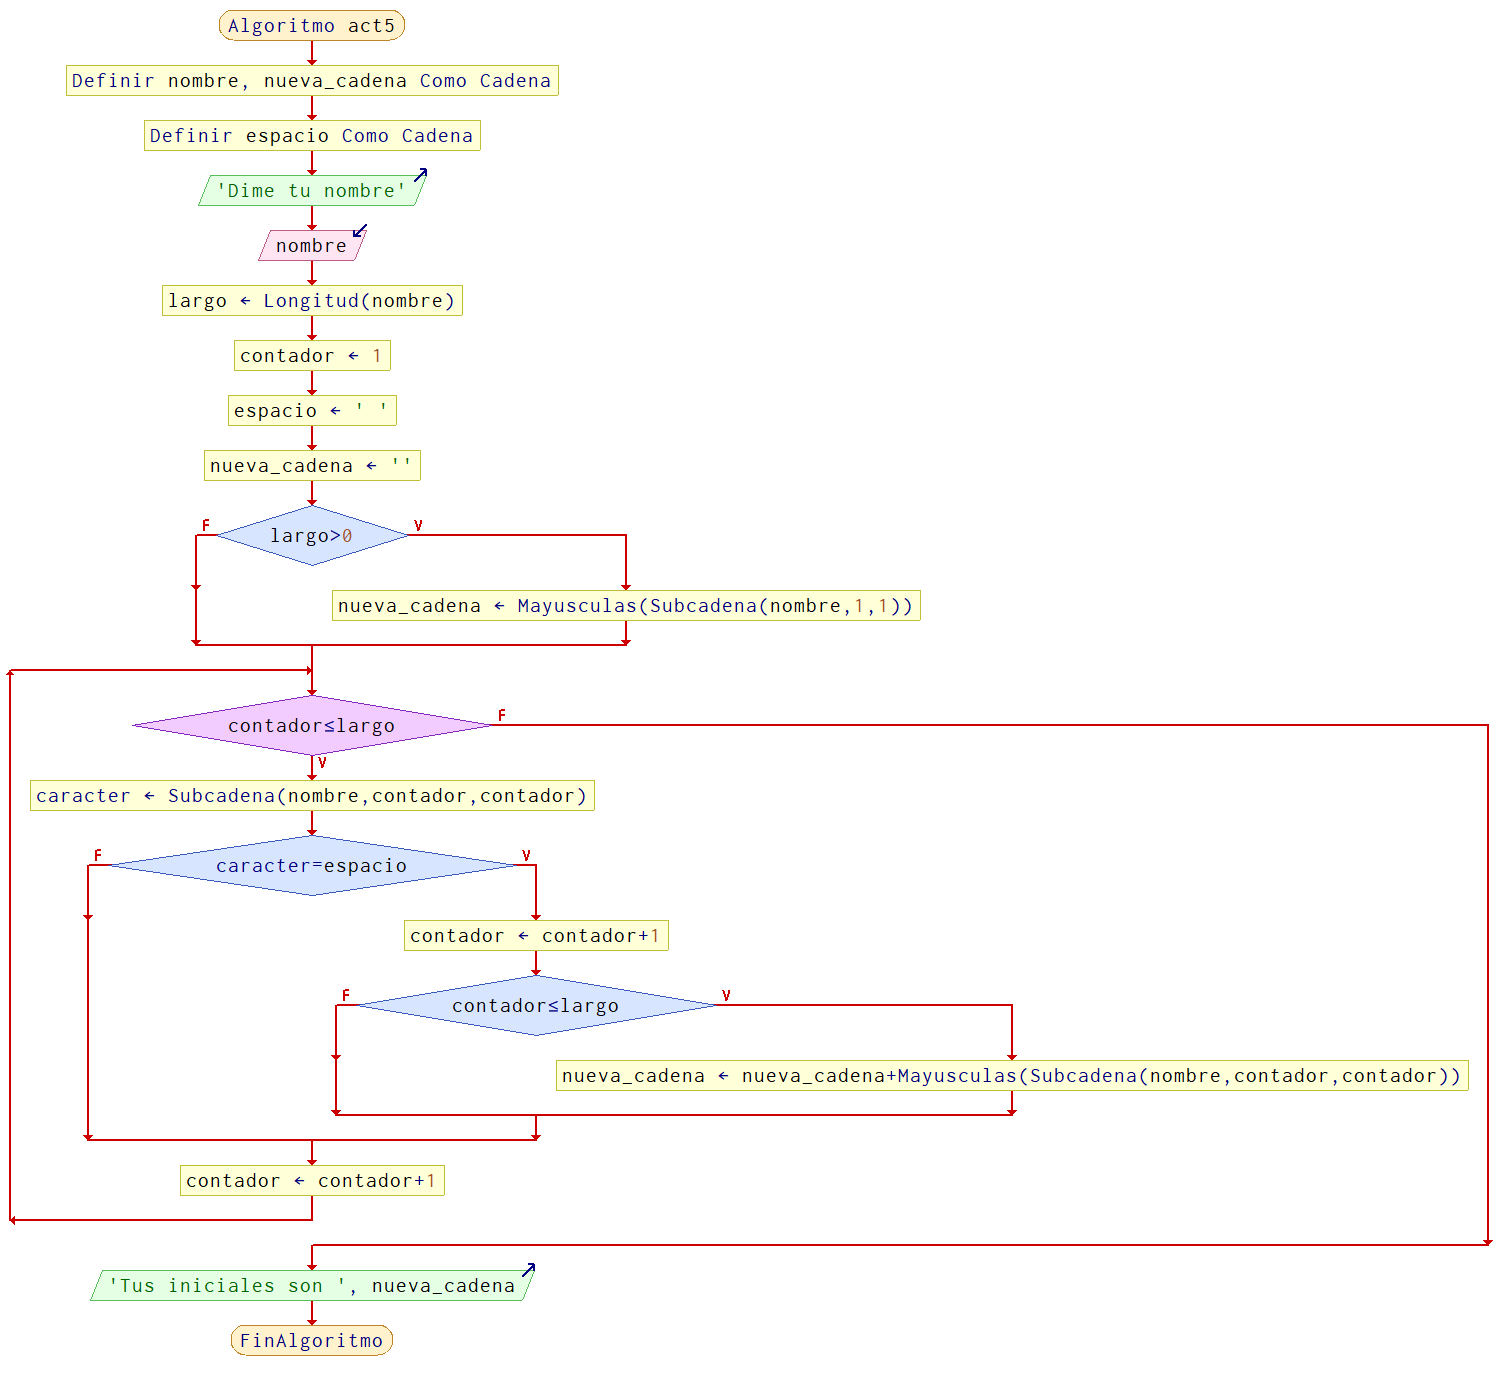 Algoritmo act5
Definir nombre, nueva_cadena Como Cadena
Definir espacio Como Cadena
'Dime tu nombre'
nombre
largo ← Longitud(nombre)
contador ← 1
espacio ← ' '
nueva_cadena ← ''
F
V
largo>0
nueva_cadena ← Mayusculas(Subcadena(nombre,1,1))
contador≤largo
F
V
caracter ← Subcadena(nombre,contador,contador)
F
V
caracter=espacio
contador ← contador+1
F
V
contador≤largo
nueva_cadena ← nueva_cadena+Mayusculas(Subcadena(nombre,contador,contador))
contador ← contador+1
'Tus iniciales son ', nueva_cadena
FinAlgoritmo